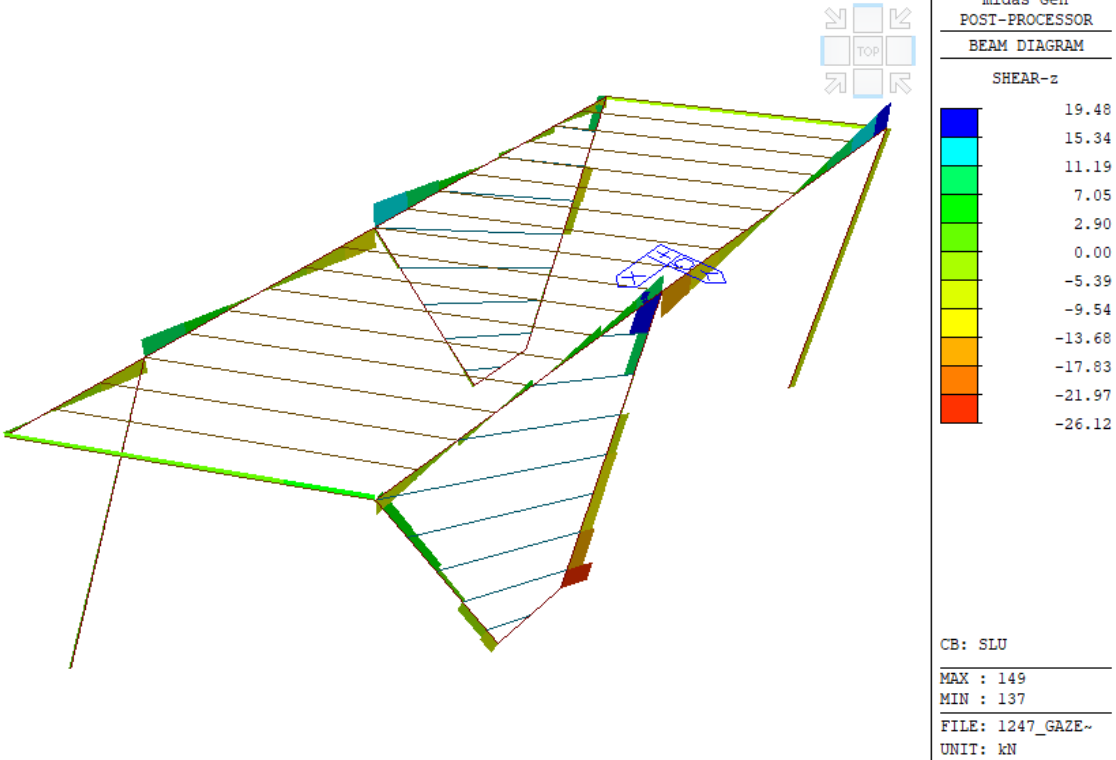 midas Gen
POST-PROCESSOR
BEAM DIAGRAM
SHEAR-z
19.48
15.34
11.19
7.05
2.90
0.00
-5.39
-9.54
-13.68
-17.83
-21.97
-26.12
CB: SLU
MAX : 149
MIN : 137
FILE: 1247_GAZE~
UNIT: kN
TOP